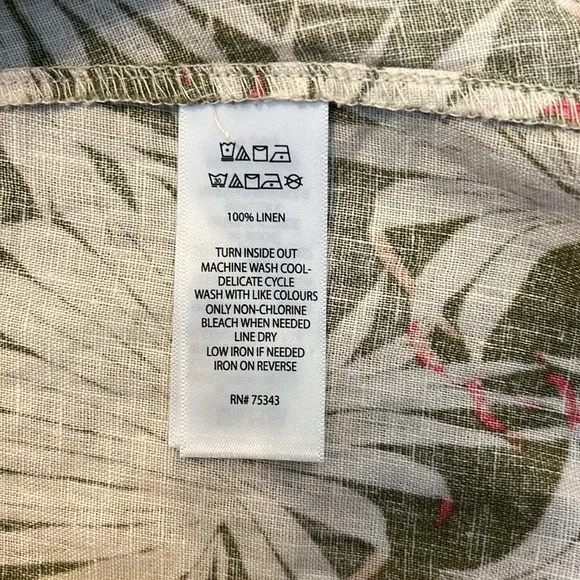 100% LINEN
TURN INSIDE OUT
MACHINE WASH COOL-
DELICATE CYCLE
WASH WITH LIKE COLOURS
ONLY NON-CHLORINE
BLEACH WHEN NEEDED
LINE DRY
LOW IRON IF NEEDED
IRON ON REVERSE
RN# 75343